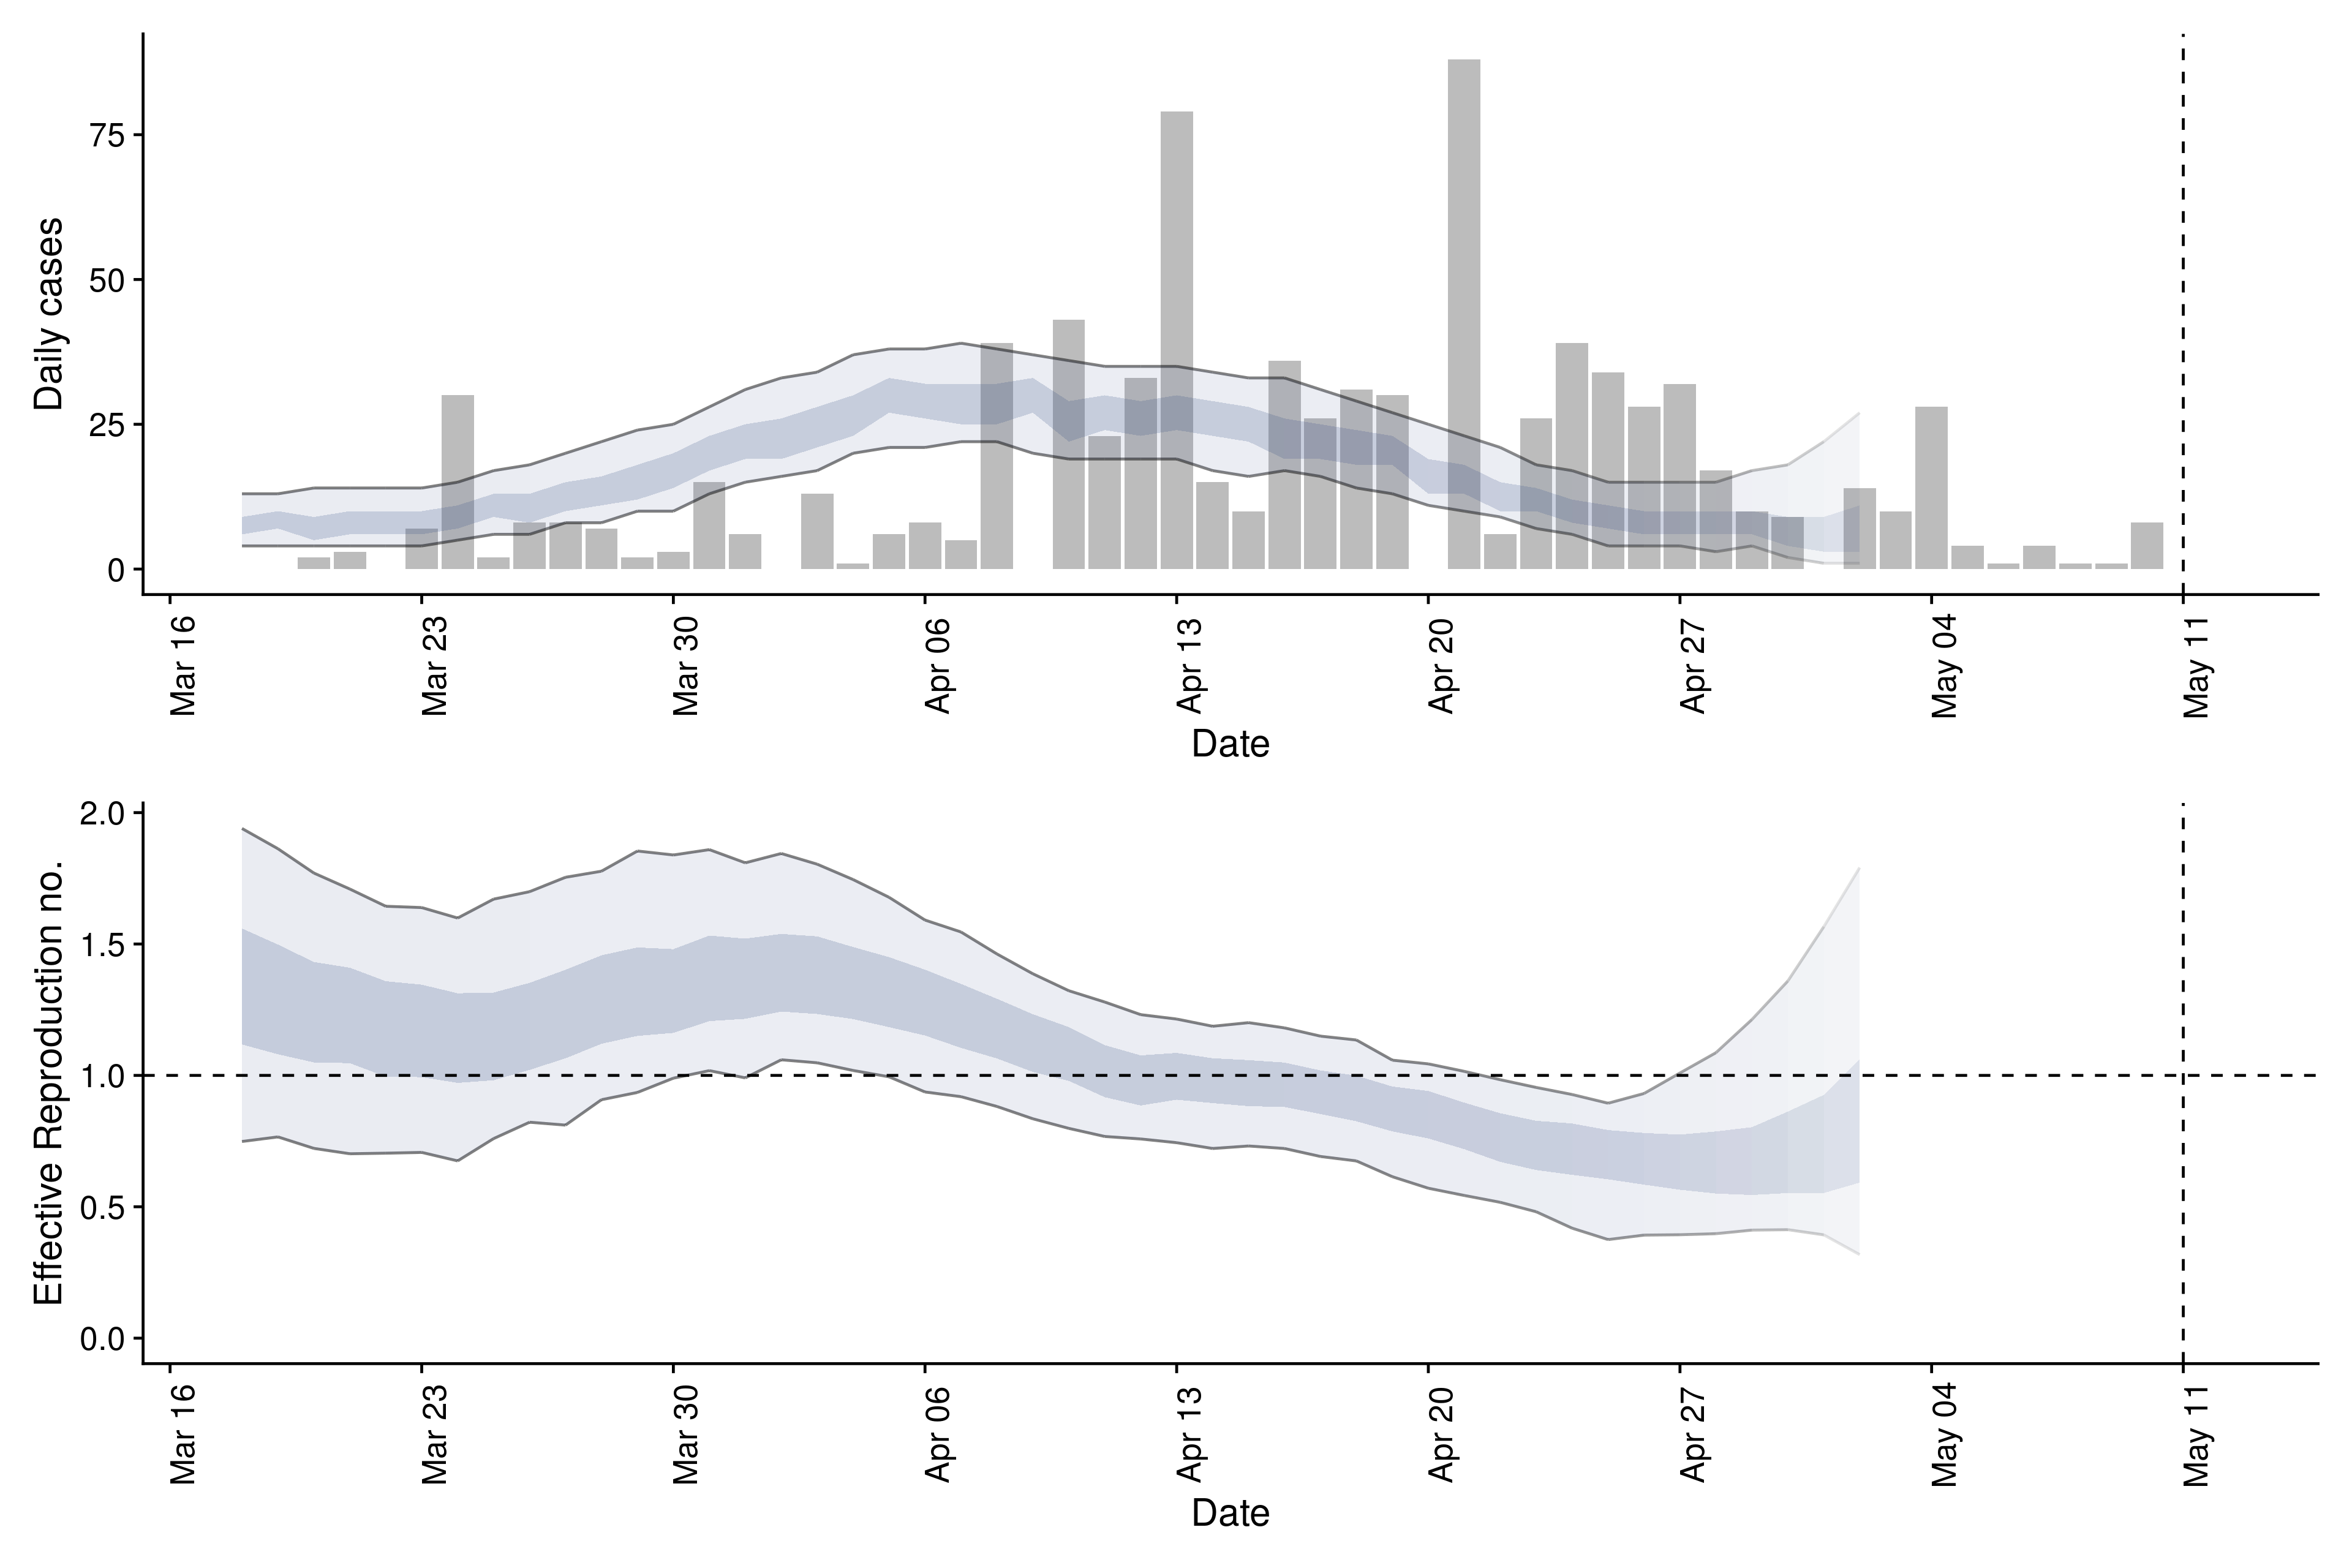 Daily cases
75
50
25
0
Mar 16
Mar 23
Mar 30
Apr 06
Apr 13
Apr 20
Apr 27
May 04
May 11
Date
Effective Reproduction no.
2.0
1.5
1.0
0.5
0.0
Mar 16
Mar 23
Mar 30
Apr 06
Apr 13
Apr 20
Apr 27
May 04
May 11
Date